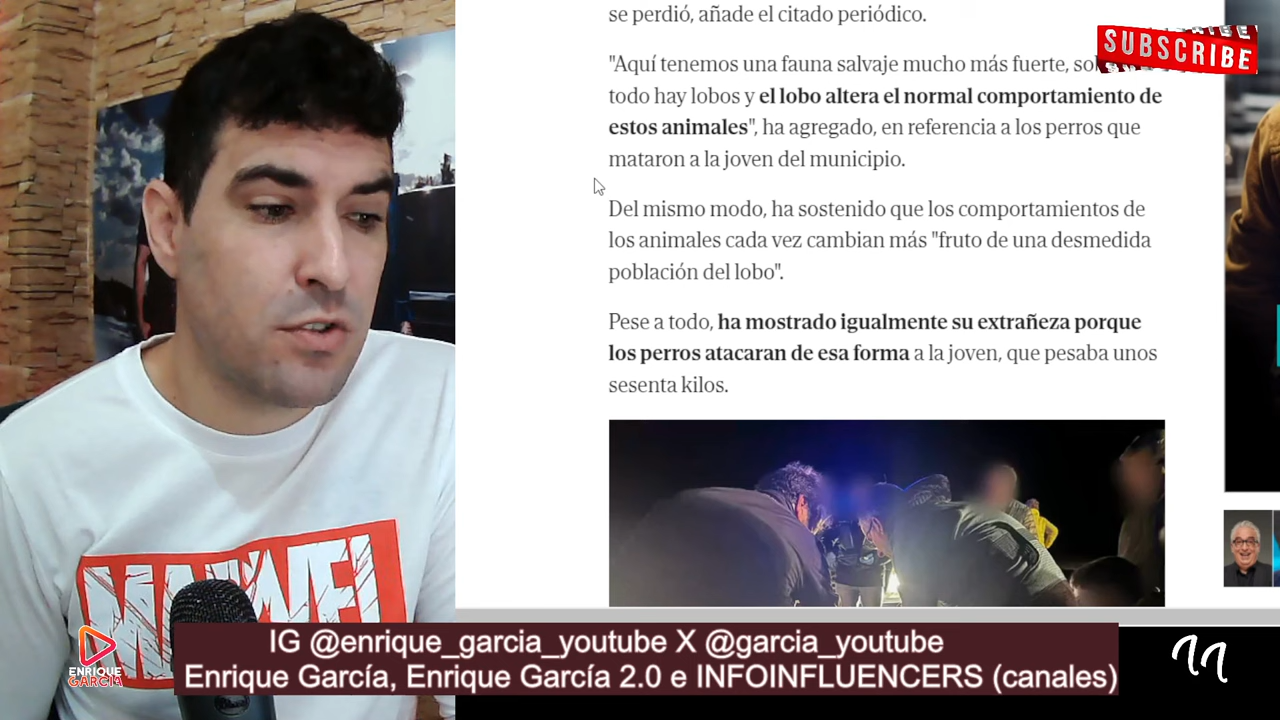 se perdió, añade el citado periódico.
SUBSCRIBE
"Aquí tenemos una fauna salvaje mucho más fuerte,
todo hay lobos y el lobo altera el normal comportamiento de
estos animales", ha agregado, en referencia a los perros que
mataron a la joven del municipio.
Del mismo modo, ha sostenido que los comportamientos de
los animales cada vez cambian más "fruto de una desmedida
población del lobo".
Pese a todo, ha mostrado igualmente su extrañeza porque
los perros atacaran de esa forma a la joven, que pesaba unos
sesenta kilos.
MARVEL
ENRIQUE
GARCÍA
IG @enrique_garcia_youtube X @garcia_youtube
Enrique García, Enrique García 2.0 e INFOINFLUENCERS (canales)